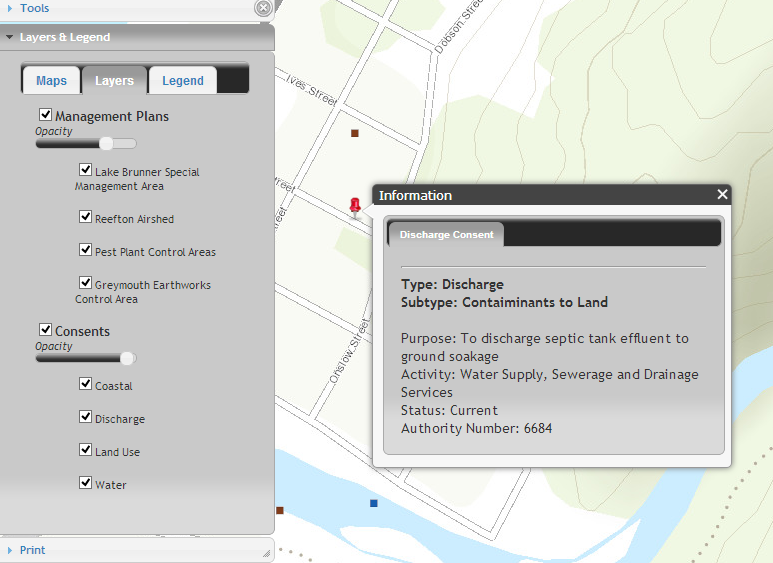 Tools
Layers & Legend
Maps
Layers
Legend
Management Plans
Opacity
Lake Brunner Special
Management Area
Reefton Airshed
Pest Plant Control Areas
Greymouth Earthworks
Control Area
Consents
Opacity
Coastal
Discharge
Land Use
Water
Print
Dobson Street
Ives Street
reet
reet
Onslow Street
Information
Discharge Consent
Type: Discharge
Subtype: Contaiminants to Land
Purpose: To discharge septic tank effluent to
ground soakage
Activity: Water Supply, Sewerage and Drainage
Services
Status: Current
Authority Number: 6684